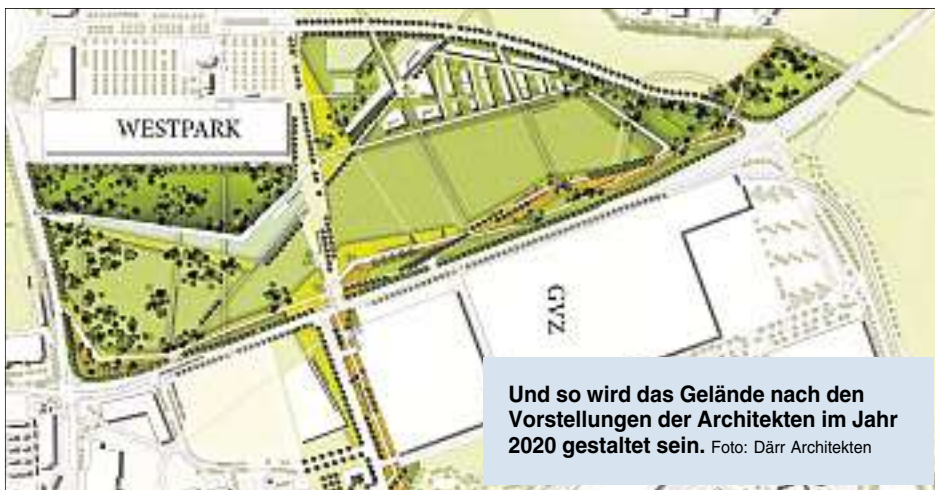 WESTPARK
GVZ
Und so wird das Gelände nach den
Vorstellungen der Architekten im Jahr
2020 gestaltet sein. Foto: Därr Architekten